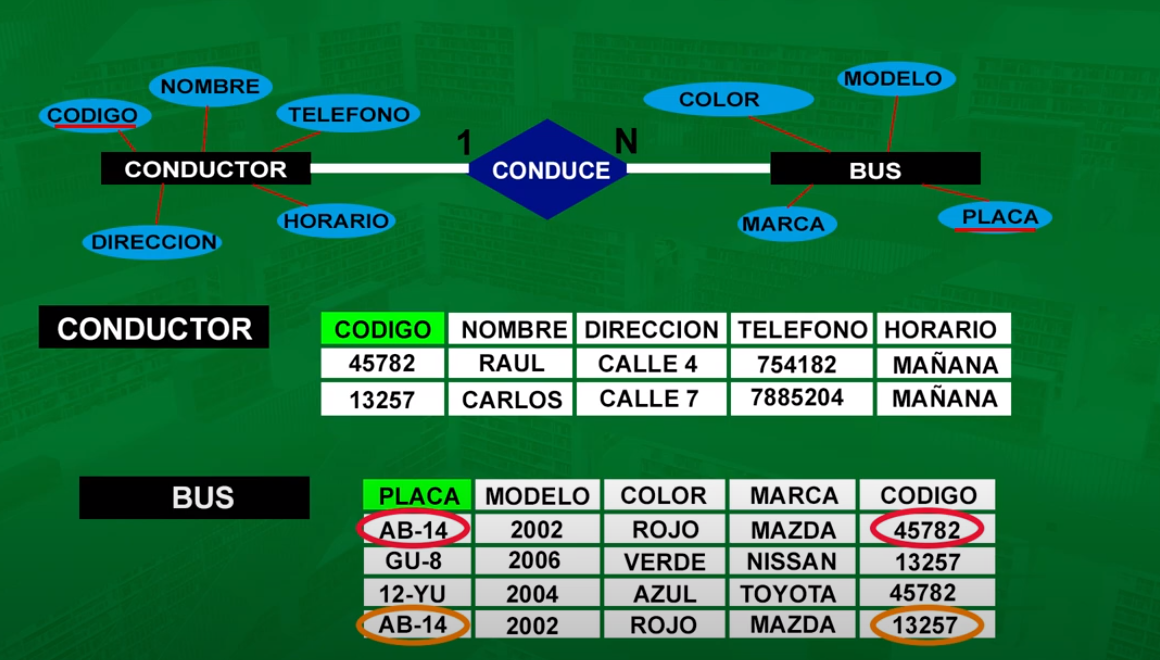 NOMBRE
CODIGO
TELEFONO
CONDUCTOR
DIRECCION
HORARIO
1
CONDUCE
N
COLOR
MODELO
BUS
MARCA
PLACA
CONDUCTOR
CODIGO NOMBRE DIRECCION TELEFONO HORARIO
45782 RAUL CALLE 4 754182 MAÑANA
13257 CARLOS CALLE 7 7885204 MAÑANA
BUS
PLACA MODELO COLOR MARCA CODIGO
AB-14 2002 ROJO MAZDA 45782
GU-8 2006 VERDE NISSAN 13257
12-YU 2004 AZUL TOYOTA 45782
AB-14 2002 ROJO MAZDA 13257